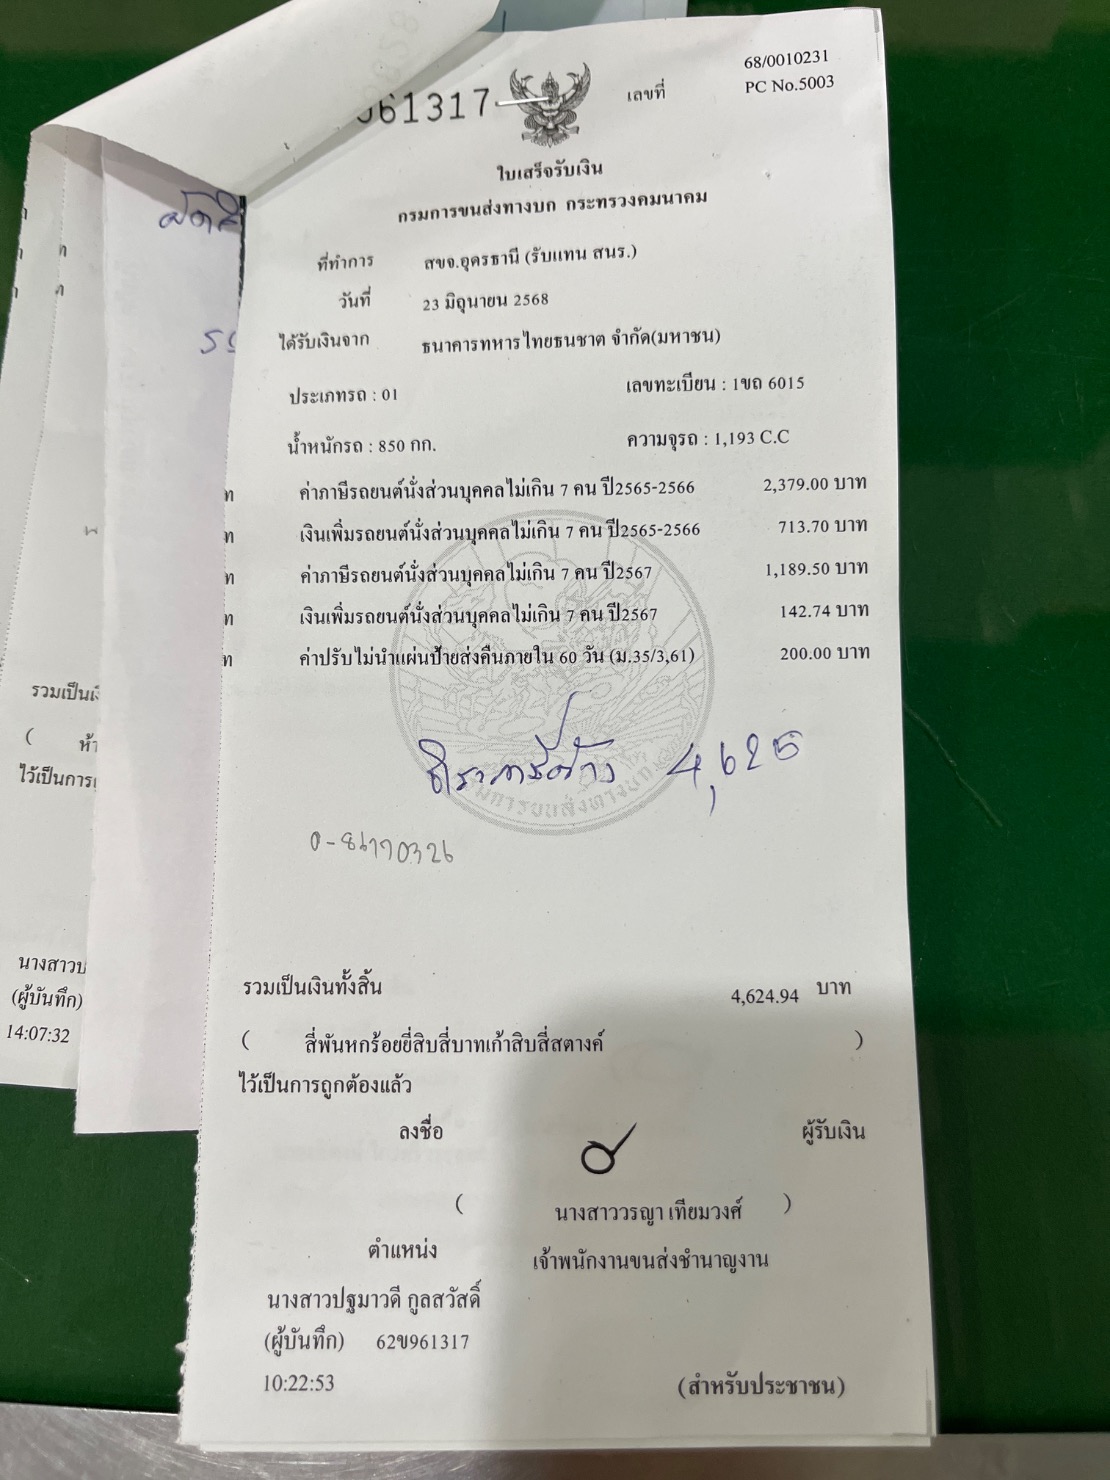 68/0010231
61317
เลขที่
PC No.5003
ใบเสร็จรับเงิน
กรมการขนส่งทางบก กระทรวงคมนาคม
ที่ทำการ สขจ.อุดรธานี (รับแทน สนร.)
วันที่ 23 มิถุนายน 2568
ได้รับเงินจาก ธนาคารทหารไทยธนชาต จำกัด(มหาชน)
ประเภทรถ : 01 เลขทะเบียน : 1ขถ 6015
น้ำหนักรถ : 850 กก. ความจุรถ : 1,193 C.C
ค่าภาษีรถยนต์นั่งส่วนบุคคลไม่เกิน 7 คน ปี2565-2566 2,379.00 บาท
เงินเพิ่มรถยนต์นั่งส่วนบุคคลไม่เกิน 7 คน ปี2565-2566 713.70 บาท
ค่าภาษีรถยนต์นั่งส่วนบุคคลไม่เกิน 7 คน ปี2567 1,189.50 บาท
เงินเพิ่มรถยนต์นั่งส่วนบุคคลไม่เกิน 7 คน ปี2567 142.74 บาท
ค่าปรับไม่นำแผ่นป้ายส่งคืนภายใน 60 วัน (ม.35/3,61) 200.00 บาท
4,625
รวมเป็นเงินทั้งสิ้น 4,624.94 บาท
( สี่พันหกร้อยยี่สิบสี่บาทเก้าสิบสี่สตางค์ )
ไว้เป็นการถูกต้องแล้ว
ลงชื่อ ผู้รับเงิน
( นางสาววรญา เทียมวงศ์ )
ตำแหน่ง เจ้าพนักงานขนส่งชำนาญงาน
นางสาวปฐมาวดี กูลสวัสดิ์
(ผู้บันทึก) 62ข961317
10:22:53
(สำหรับประชาชน)
รวมเป็นเงิ
( ห้า
ไว้เป็นการ
นางสาวป
(ผู้บันทึก)
14:07:32